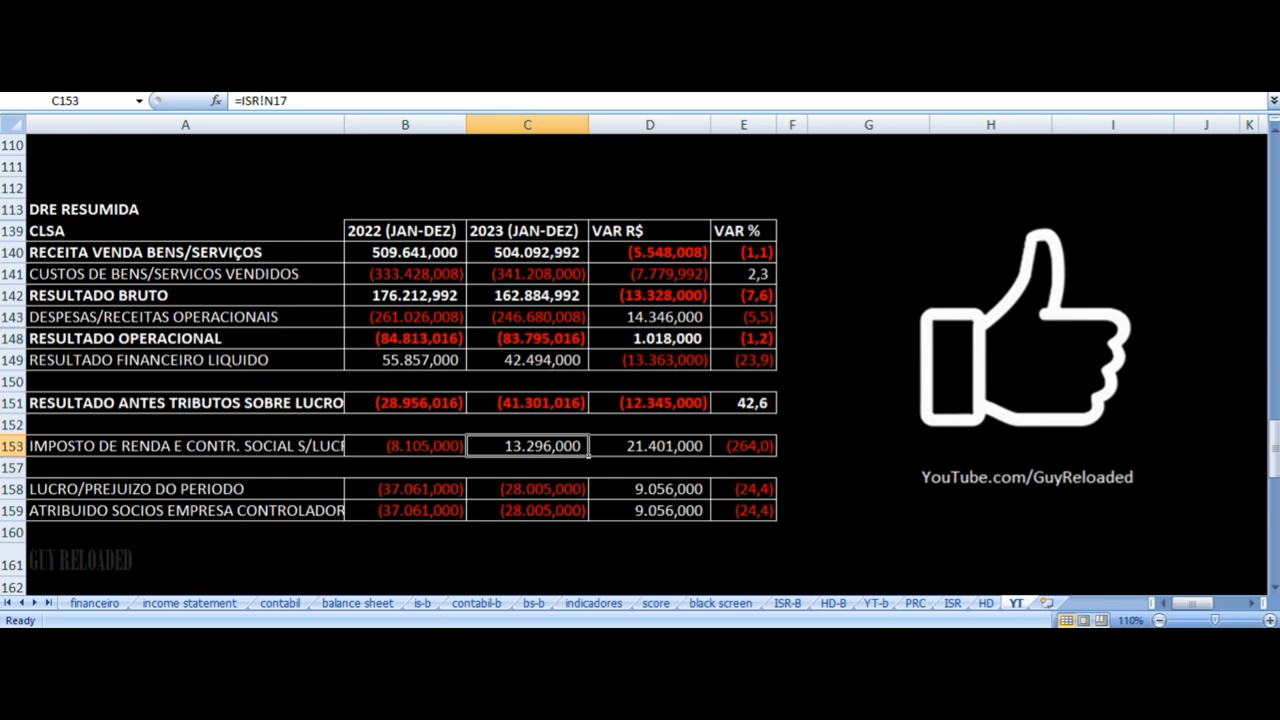 C153 fx =ISR!N17
A B C D E F G H I J K
110
111
112
113 DRE RESUMIDA
139 CLSA 2022 (JAN-DEZ) 2023 (JAN-DEZ) VAR R$ VAR %
140 RECEITA VENDA BENS/SERVIÇOS 509.641,000 504.092,992 (5.548,008) (1,1)
141 CUSTOS DE BENS/SERVICOS VENDIDOS (333.428,008) (341.208,000) (7.779,992) 2,3
142 RESULTADO BRUTO 176.212,992 162.884,992 (13.328,000) (7,6)
143 DESPESAS/RECEITAS OPERACIONAIS (261.026,008) (246.680,008) 14.346,000 (5,5)
148 RESULTADO OPERACIONAL (84.813,016) (83.795,016) 1.018,000 (1,2)
149 RESULTADO FINANCEIRO LIQUIDO 55.857,000 42.494,000 (13.363,000) (23,9)
150
151 RESULTADO ANTES TRIBUTOS SOBRE LUCRO (28.956,016) (41.301,016) (12.345,000) 42,6
152
153 IMPOSTO DE RENDA E CONTR. SOCIAL S/LUCR (8.105,000) 13.296,000 21.401,000 (264,0)
157
158 LUCRO/PREJUIZO DO PERIODO (37.061,000) (28.005,000) 9.056,000 (24,4)
159 ATRIBUIDO SOCIOS EMPRESA CONTROLADOR (37.061,000) (28.005,000) 9.056,000 (24,4)
160
161 GUY RELOADED
162
YouTube.com/GuyReloaded
financeiro income statement contabil balance sheet is-b contabil-b bs-b indicadores score black screen ISR-B HD-B YT-b PRC ISR HD YT
Ready 110%